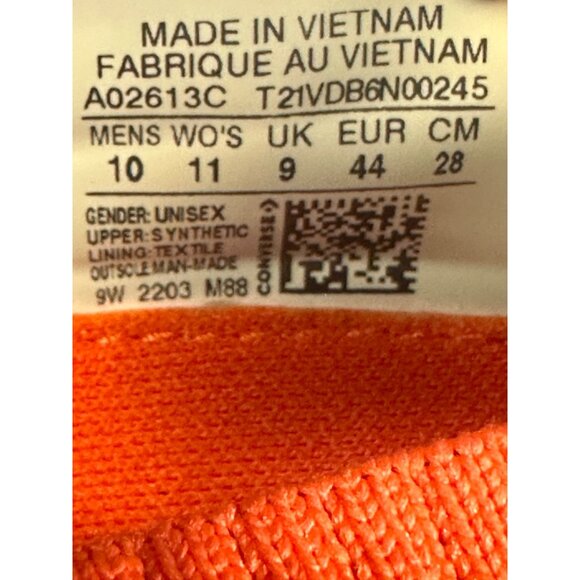 MADE IN VIETNAM
FABRIQUE AU VIETNAM
A02613C T21VDB6N00245
MENS WO'S UK EUR CM
10 11 9 44 28
GENDER: UNISEX
UPPER: SYNTHETIC
LINING: TEXTILE
OUTSOLE MAN-MADE
9W 2203 M88
CONVERSE